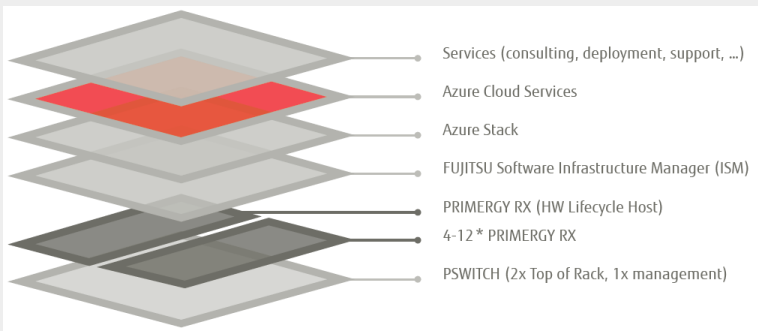 Services (consulting, deployment, support, ...)
Azure Cloud Services
Azure Stack
FUJITSU Software Infrastructure Manager (ISM)
PRIMERGY RX (HW Lifecycle Host)
4-12* PRIMERGY RX
PSWITCH (2x Top of Rack, 1x management)